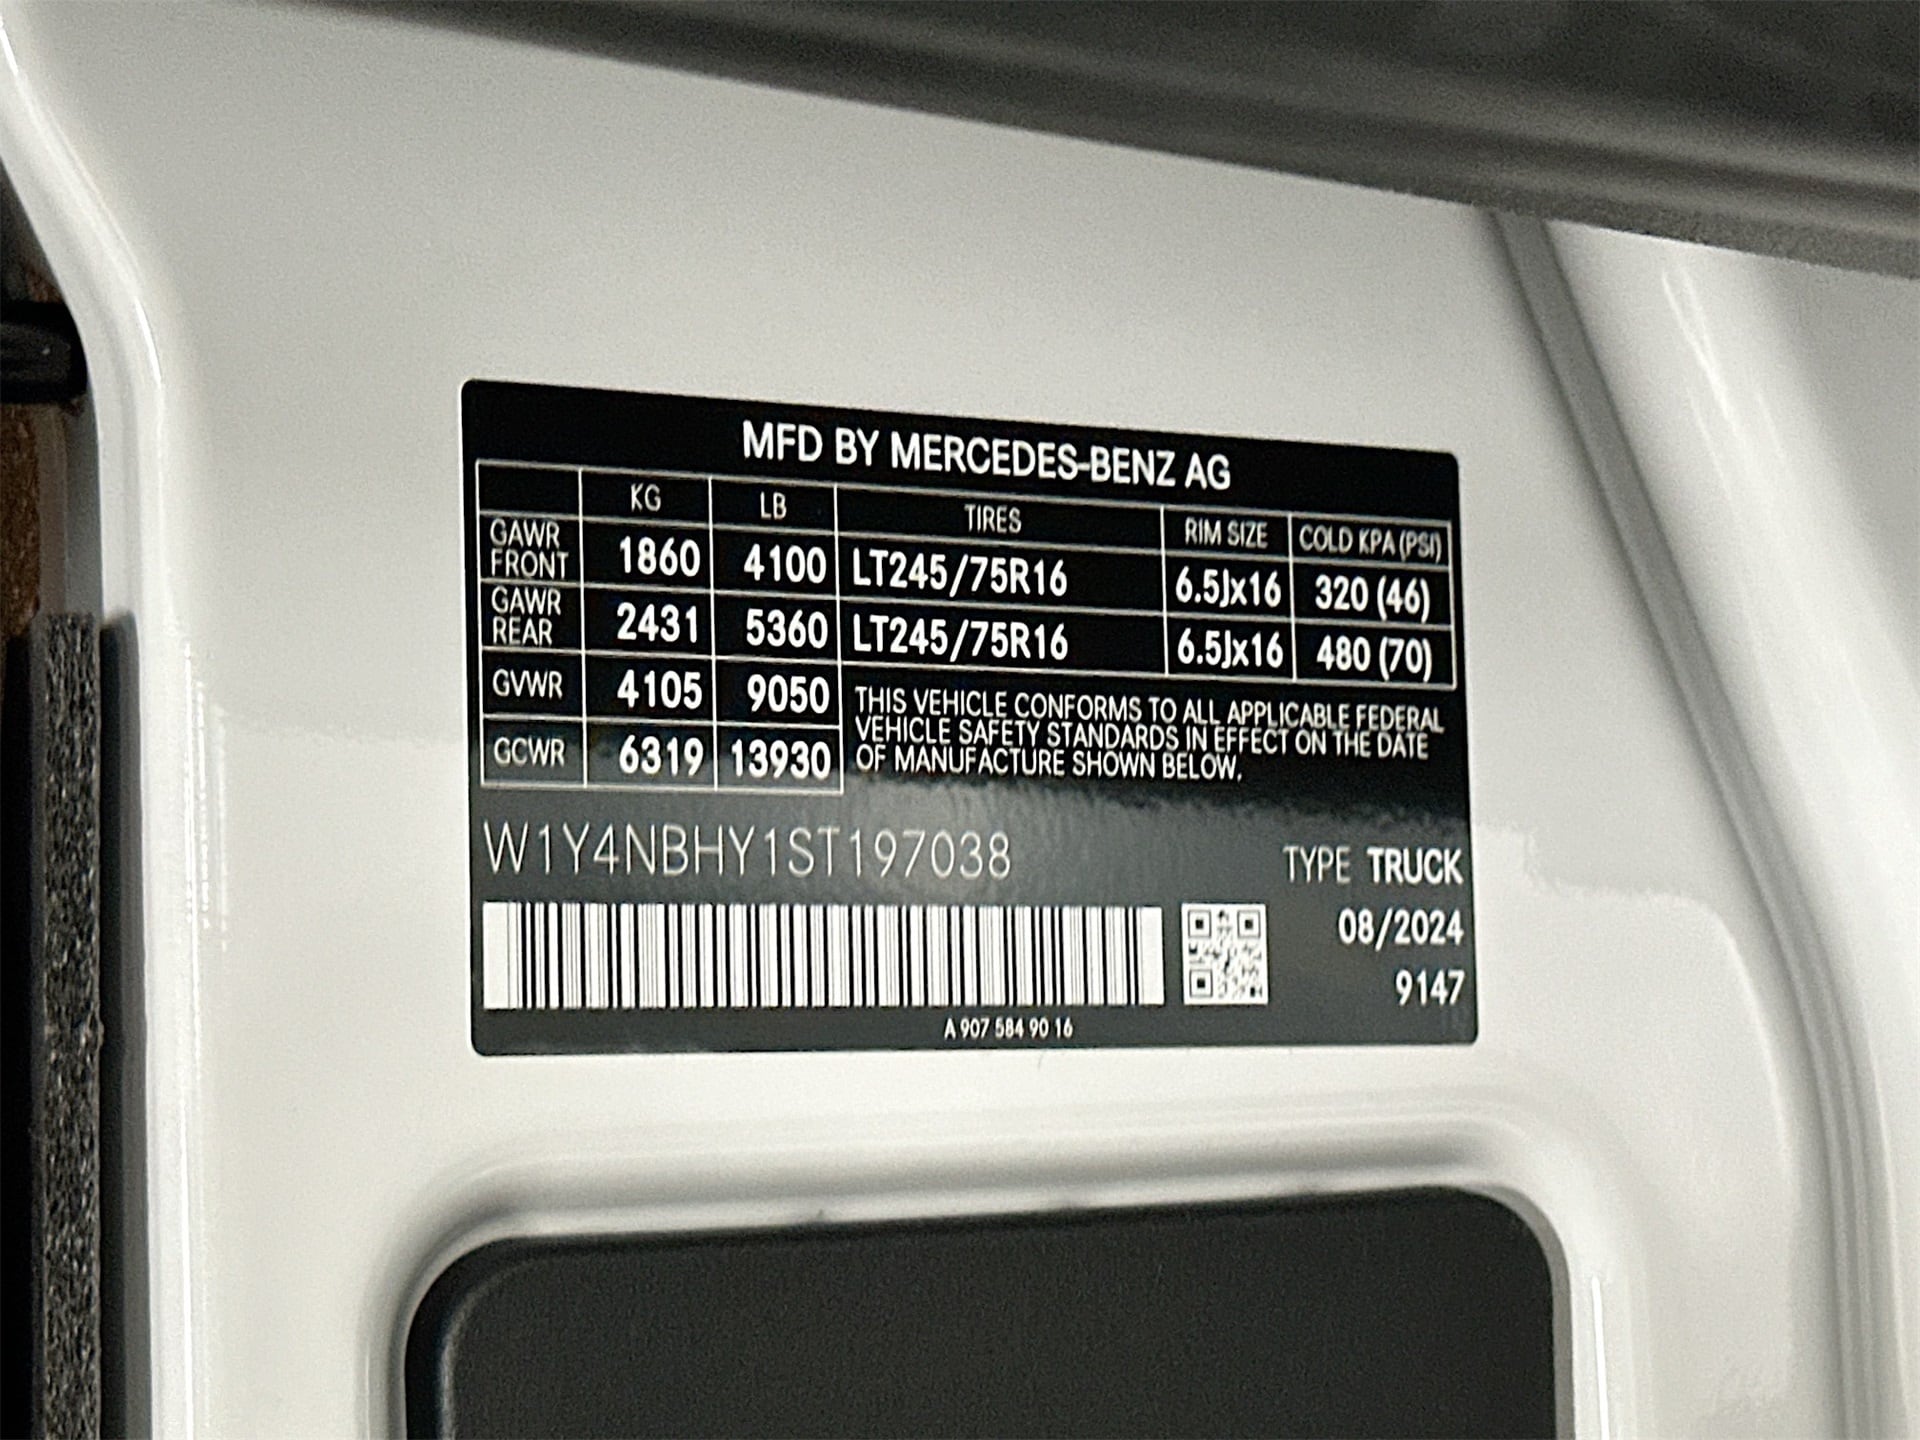 MFD BY MERCEDES-BENZ AG
KG LB TIRES RIM SIZE COLD KPA (PSI)
GAWR FRONT 1860 4100 LT245/75R16 6.5Jx16 320 (46)
GAWR REAR 2431 5360 LT245/75R16 6.5Jx16 480 (70)
GVWR 4105 9050
GCWR 6319 13930
THIS VEHICLE CONFORMS TO ALL APPLICABLE FEDERAL
VEHICLE SAFETY STANDARDS IN EFFECT ON THE DATE
OF MANUFACTURE SHOWN BELOW.
W1Y4NBHY1ST197038
TYPE TRUCK
08/2024
9147
A 907 584 90 16